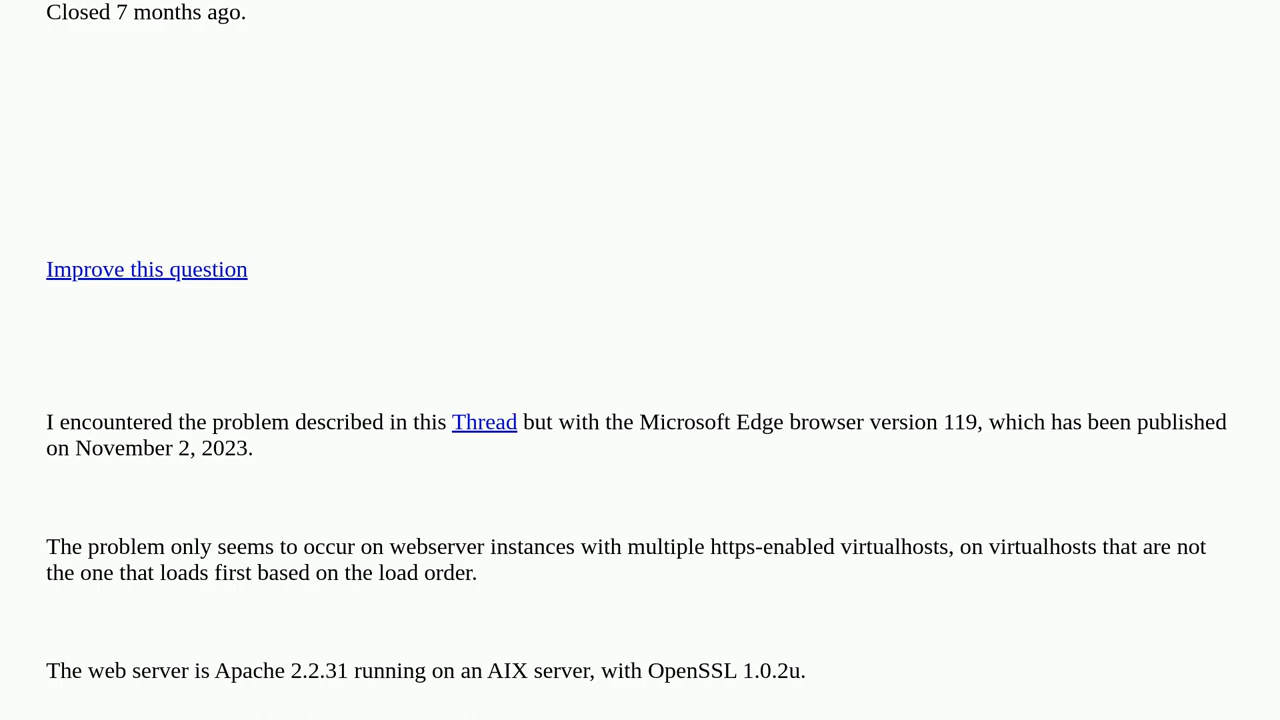 Closed 7 months ago.
Improve this question
I encountered the problem described in this Thread but with the Microsoft Edge browser version 119, which has been published
on November 2, 2023.
The problem only seems to occur on webserver instances with multiple https-enabled virtualhosts, on virtualhosts that are not
the one that loads first based on the load order.
The web server is Apache 2.2.31 running on an AIX server, with OpenSSL 1.0.2u.